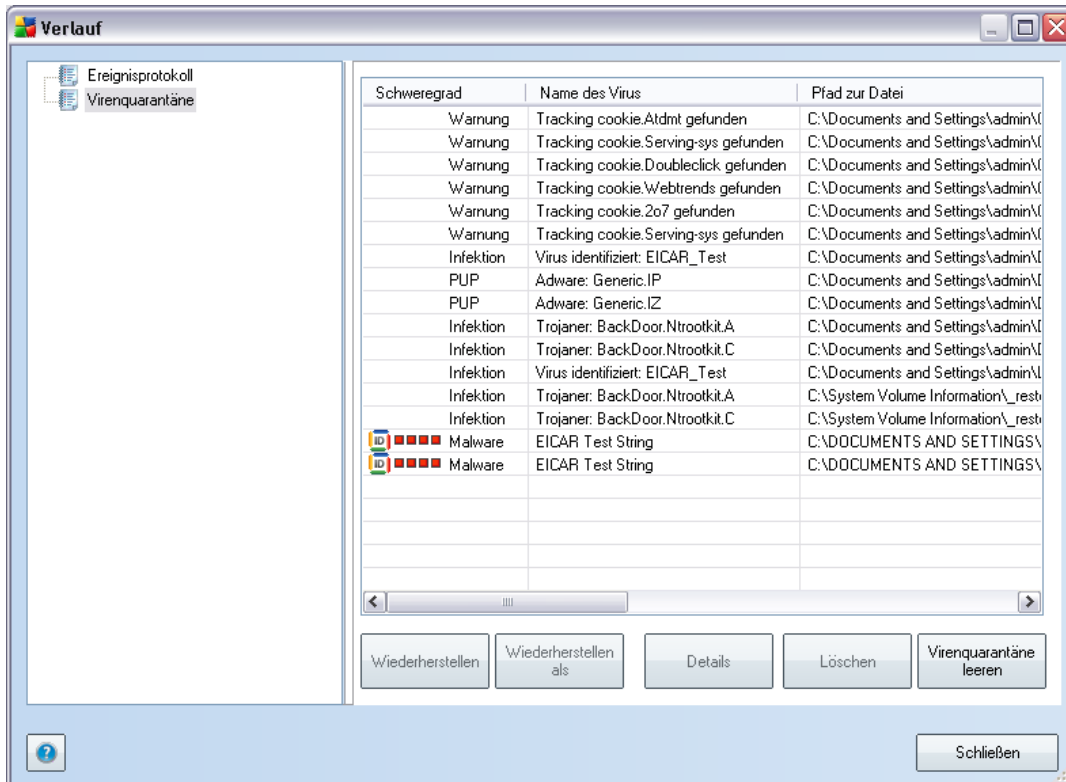 Verlauf
Ereignisprotokoll
Virenquarantäne
Schweregrad Name des Virus Pfad zur Datei
Warnung Tracking cookie.Atdmt gefunden C:\Documents and Settings\admin\
Warnung Tracking cookie.Serving-sys gefunden C:\Documents and Settings\admin\
Warnung Tracking cookie.Doubleclick gefunden C:\Documents and Settings\admin\
Warnung Tracking cookie.Webtrends gefunden C:\Documents and Settings\admin\
Warnung Tracking cookie.2o7 gefunden C:\Documents and Settings\admin\
Warnung Tracking cookie.Serving-sys gefunden C:\Documents and Settings\admin\
Infektion Virus identifiziert: EICAR_Test C:\Documents and Settings\admin\
PUP Adware: Generic.IP C:\Documents and Settings\admin\
PUP Adware: Generic.IZ C:\Documents and Settings\admin\
Infektion Trojaner: BackDoor.Ntrootkit.A C:\Documents and Settings\admin\
Infektion Trojaner: BackDoor.Ntrootkit.C C:\Documents and Settings\admin\
Infektion Virus identifiziert: EICAR_Test C:\Documents and Settings\admin\
Infektion Trojaner: BackDoor.Ntrootkit.A C:\System Volume Information\_rest
Infektion Trojaner: BackDoor.Ntrootkit.C C:\System Volume Information\_rest
ID Malware EICAR Test String C:\DOCUMENTS AND SETTINGS\
ID Malware EICAR Test String C:\DOCUMENTS AND SETTINGS\
Wiederherstellen Wiederherstellen als Details Löschen Virenquarantäne leeren
? Schließen